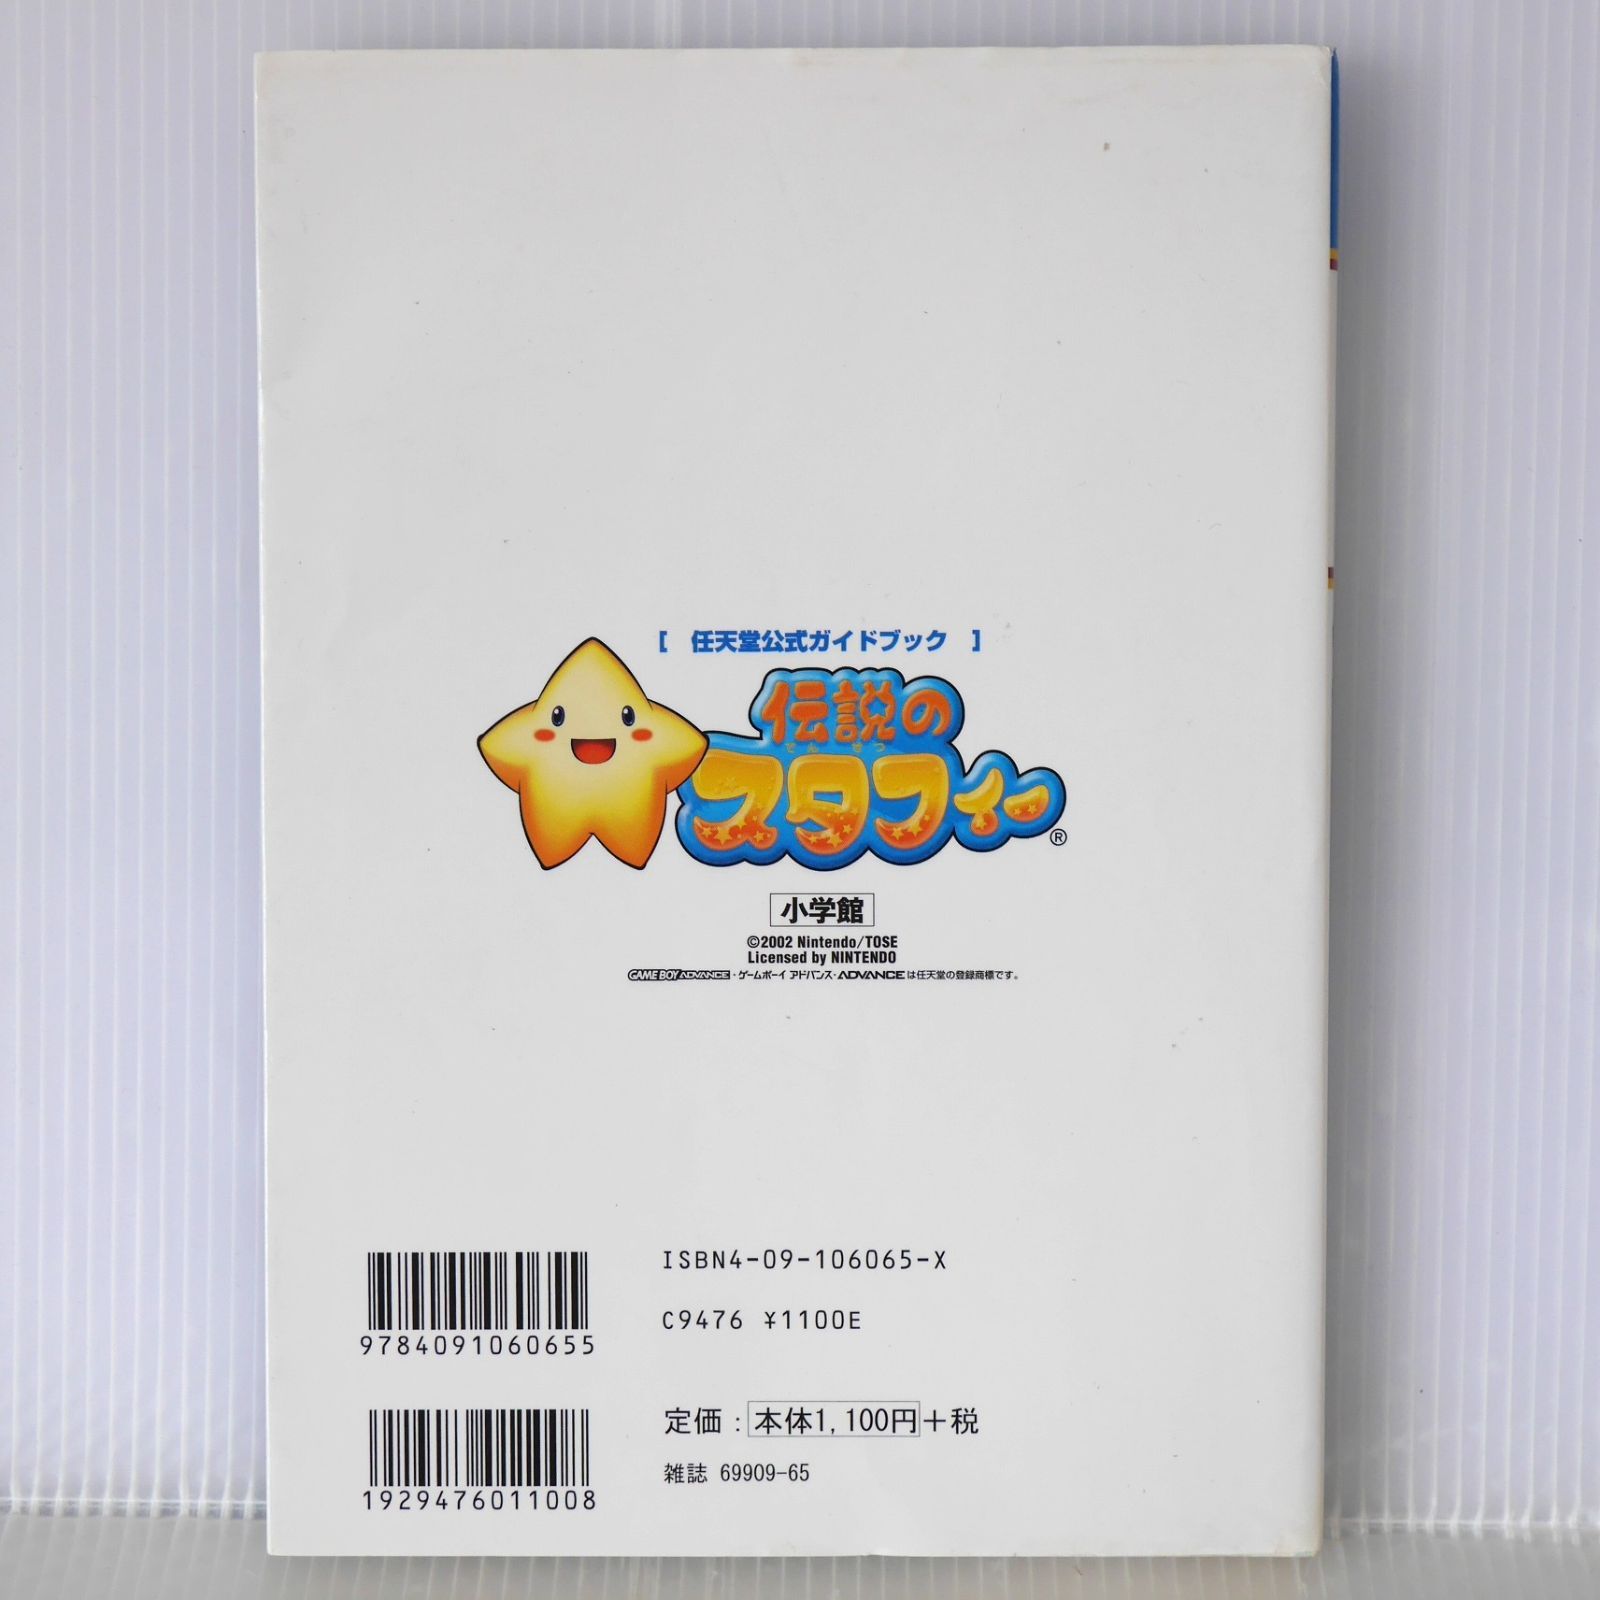 [ 任天堂公式ガイドブック ]
伝説の
でんせつ
スタフィー
®
小学館
©2002 Nintendo/TOSE
Licensed by NINTENDO
GAME BOY ADVANCE・ゲームボーイ アドバンス・ADVANCEは任天堂の登録商標です。
ISBN4-09-106065-X
C9476 ¥1100E
9784091060655
定価：本体1,100円＋税
雑誌 69909-65
1929476011008